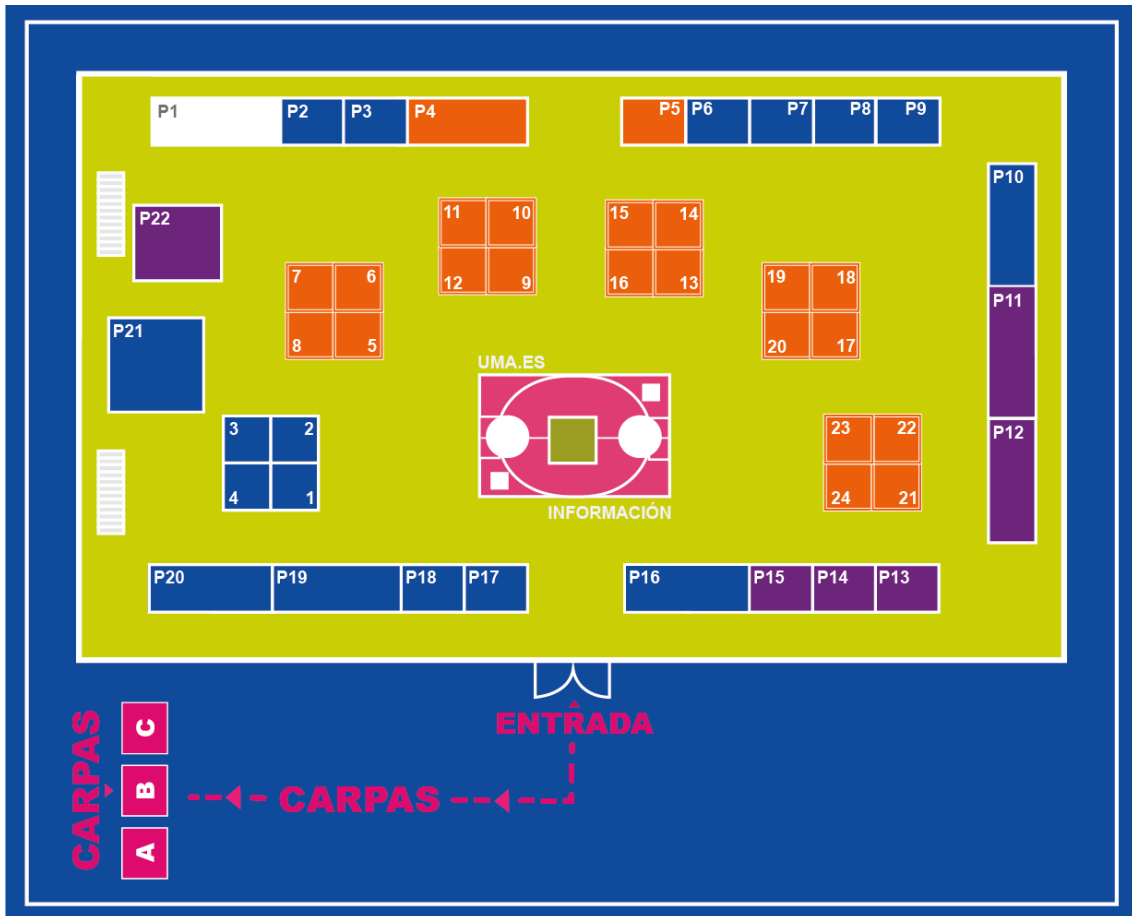 P1 P2 P3 P4 P5 P6 P7 P8 P9
P10
P22
11 10 15 14
12 9 16 13
7 6 19 18
8 5 20 17
P11
P21
UMA.ES
3 2 23 22
P12
4 1 24 21
INFORMACIÓN
P20 P19 P18 P17 P16 P15 P14 P13
ENTRADA
CARPAS
C
B
A
CARPAS